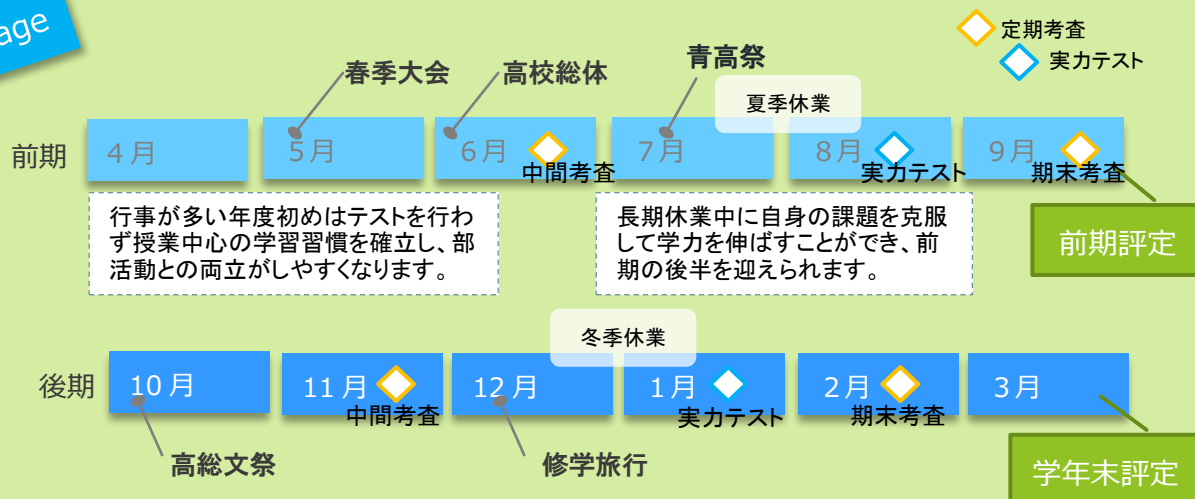 age
定期考査
実力テスト
春季大会
高校総体
青高祭
夏季休業
前期
4月
5月
6月
7月
8月
9月
中間考査
実力テスト
期末考査
行事が多い年度初めはテストを行わ
ず授業中心の学習習慣を確立し、部
活動との両立がしやすくなります。
長期休業中に自身の課題を克服
して学力を伸ばすことができ、前
期の後半を迎えられます。
前期評定
冬季休業
後期
10月
11月
12月
1月
2月
3月
中間考査
実力テスト
期末考査
高総文祭
修学旅行
学年末評定